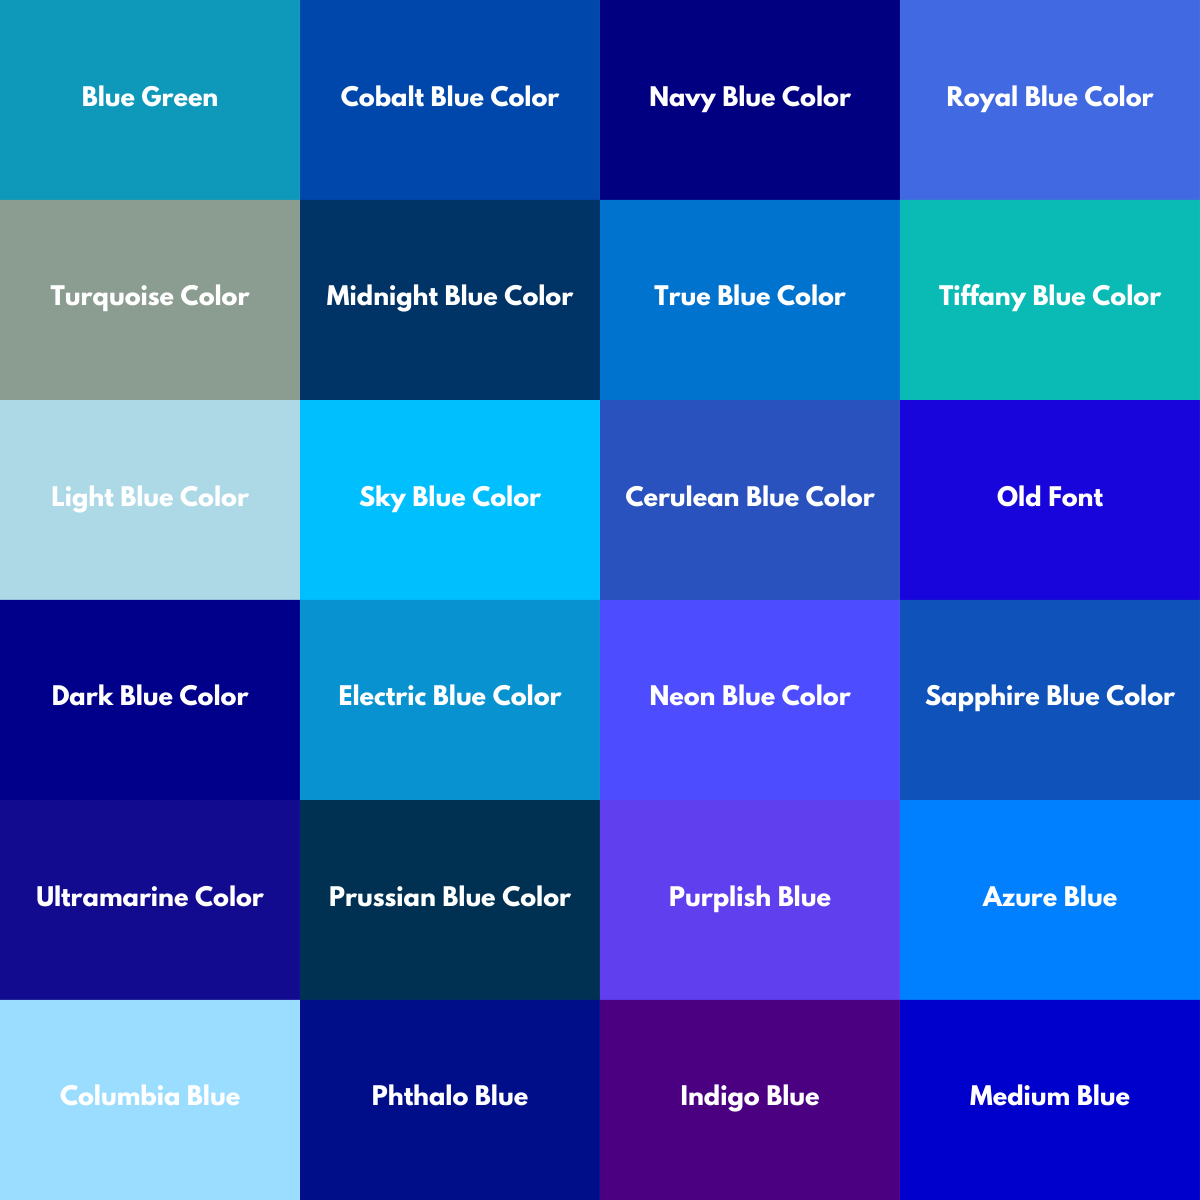 Blue Green
Cobalt Blue Color
Navy Blue Color
Royal Blue Color
Turquoise Color
Midnight Blue Color
True Blue Color
Tiffany Blue Color
Light Blue Color
Sky Blue Color
Cerulean Blue Color
Old Font
Dark Blue Color
Electric Blue Color
Neon Blue Color
Sapphire Blue Color
Ultramarine Color
Prussian Blue Color
Purplish Blue
Azure Blue
Columbia Blue
Phthalo Blue
Indigo Blue
Medium Blue